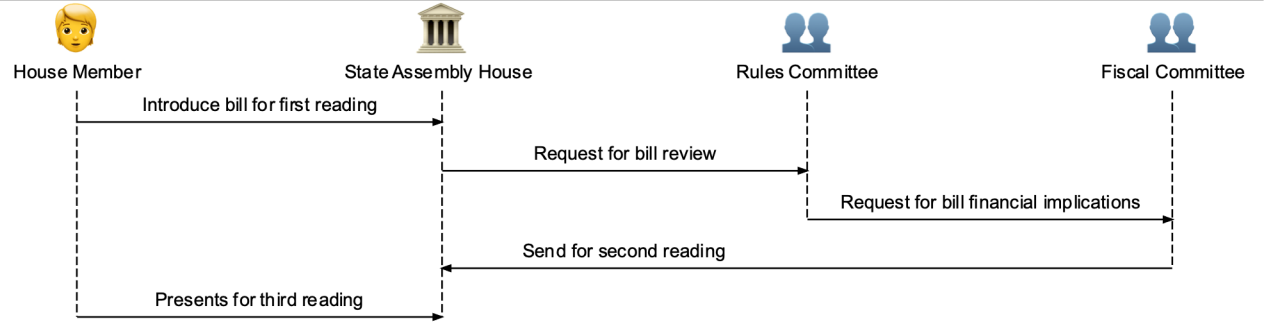 House Member
State Assembly House
Rules Committee
Fiscal Committee
Introduce bill for first reading
Request for bill review
Request for bill financial implications
Send for second reading
Presents for third reading